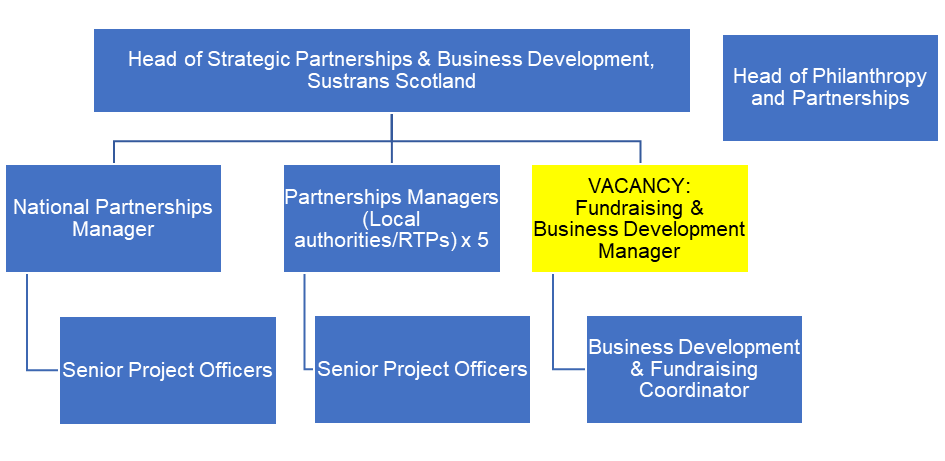 Head of Strategic Partnerships & Business Development,
Sustrans Scotland
Head of Philanthropy
and Partnerships
National Partnerships
Manager
Partnerships Managers
(Local
authorities/RTPs) x 5
VACANCY:
Fundraising &
Business Development
Manager
Senior Project Officers
Senior Project Officers
Business Development
& Fundraising
Coordinator